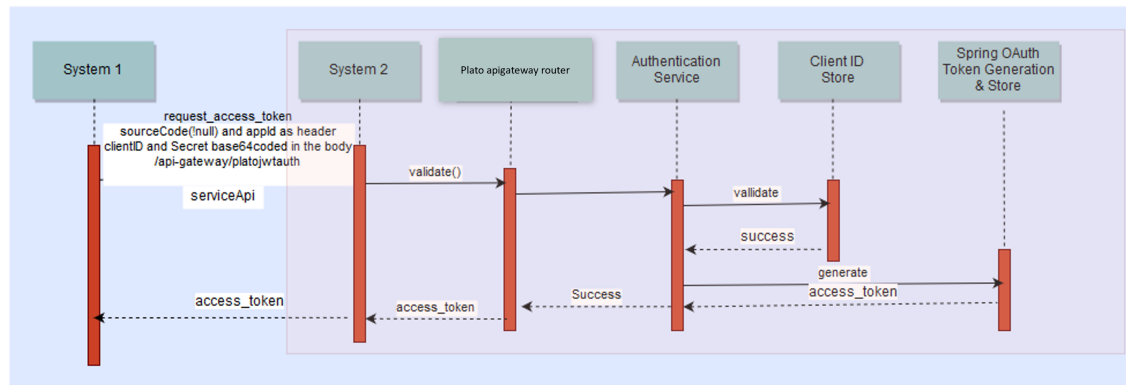 System 1
System 2
Plato apigateway router
Authentication
Service
Client ID
Store
Spring OAuth
Token Generation
& Store
request_access_token
sourceCode(!null) and appId as header
clientID and Secret base64coded in the body
/api-gateway/platojwtauth
serviceApi
validate()
vallidate
success
generate
access_token
Success
access_token
access_token